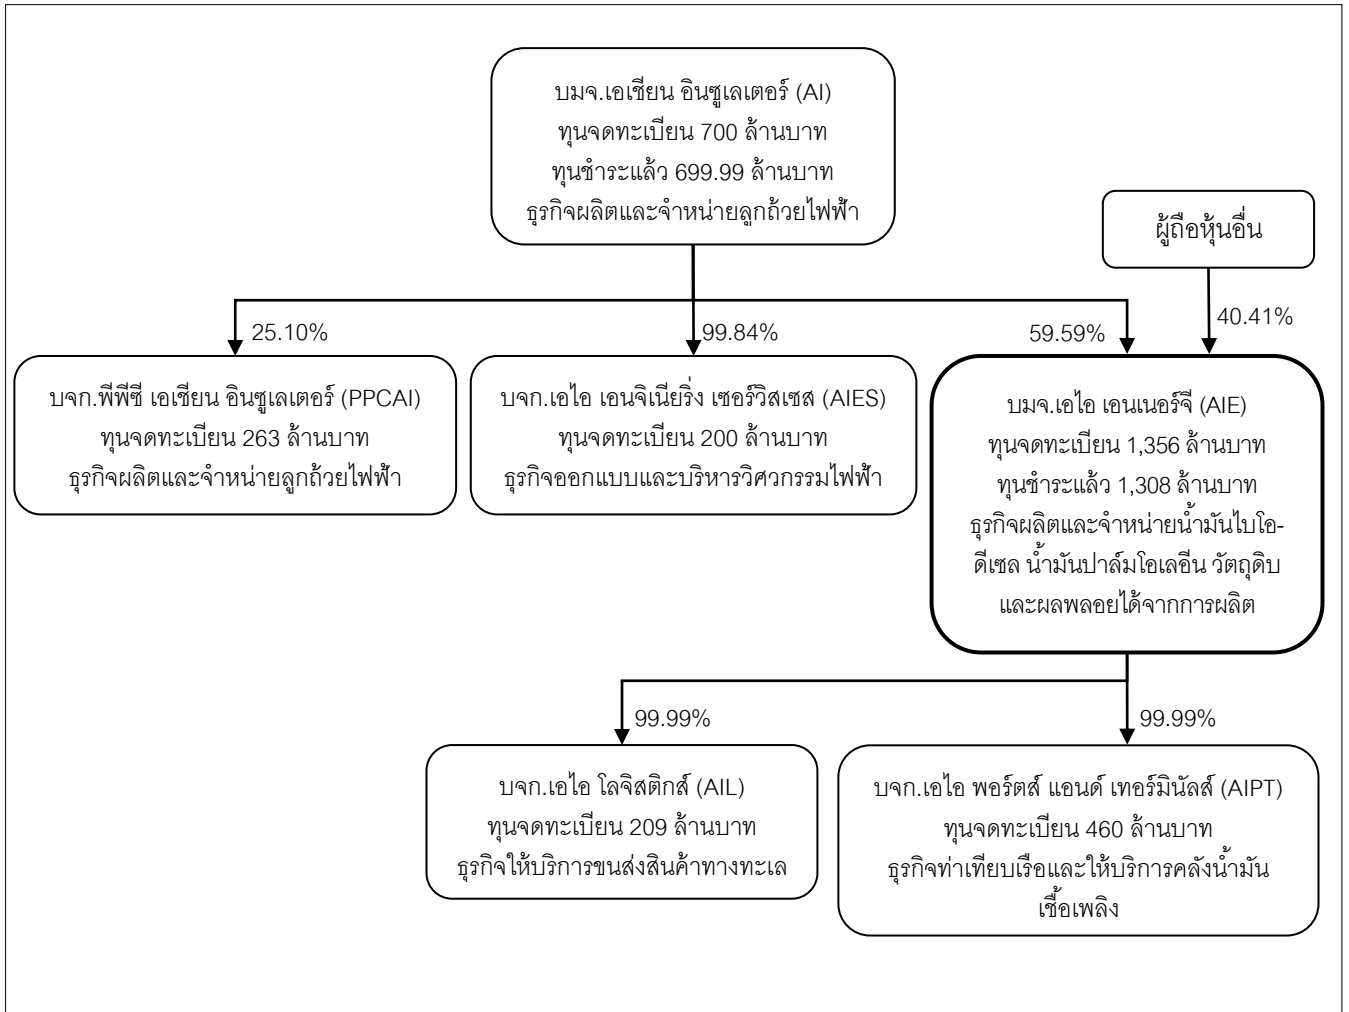 บมจ.เอเชียน อินซูเลเตอร์ (AI)
ทุนจดทะเบียน 700 ล้านบาท
ทุนชำระแล้ว 699.99 ล้านบาท
ธุรกิจผลิตและจำหน่ายลูกถ้วยไฟฟ้า
ผู้ถือหุ้นอื่น
25.10%
99.84%
59.59%
40.41%
บจก.พีพีซี เอเชียน อินซูเลเตอร์ (PPCAI)
ทุนจดทะเบียน 263 ล้านบาท
ธุรกิจผลิตและจำหน่ายลูกถ้วยไฟฟ้า
บจก.เอไอ เอนจิเนียริ่ง เซอร์วิสเซส (AIES)
ทุนจดทะเบียน 200 ล้านบาท
ธุรกิจออกแบบและบริหารวิศวกรรมไฟฟ้า
บมจ.เอไอ เอนเนอร์จี (AIE)
ทุนจดทะเบียน 1,356 ล้านบาท
ทุนชำระแล้ว 1,308 ล้านบาท
ธุรกิจผลิตและจำหน่ายน้ำมันไบโอ-
ดีเซล น้ำมันปาล์มโอเลอีน วัตถุดิบ
และผลพลอยได้จากการผลิต
99.99%
99.99%
บจก.เอไอ โลจิสติกส์ (AIL)
ทุนจดทะเบียน 209 ล้านบาท
ธุรกิจให้บริการขนส่งสินค้าทางทะเล
บจก.เอไอ พอร์ตส์ แอนด์ เทอร์มินัลส์ (AIPT)
ทุนจดทะเบียน 460 ล้านบาท
ธุรกิจท่าเทียบเรือและให้บริการคลังน้ำมัน
เชื้อเพลิง